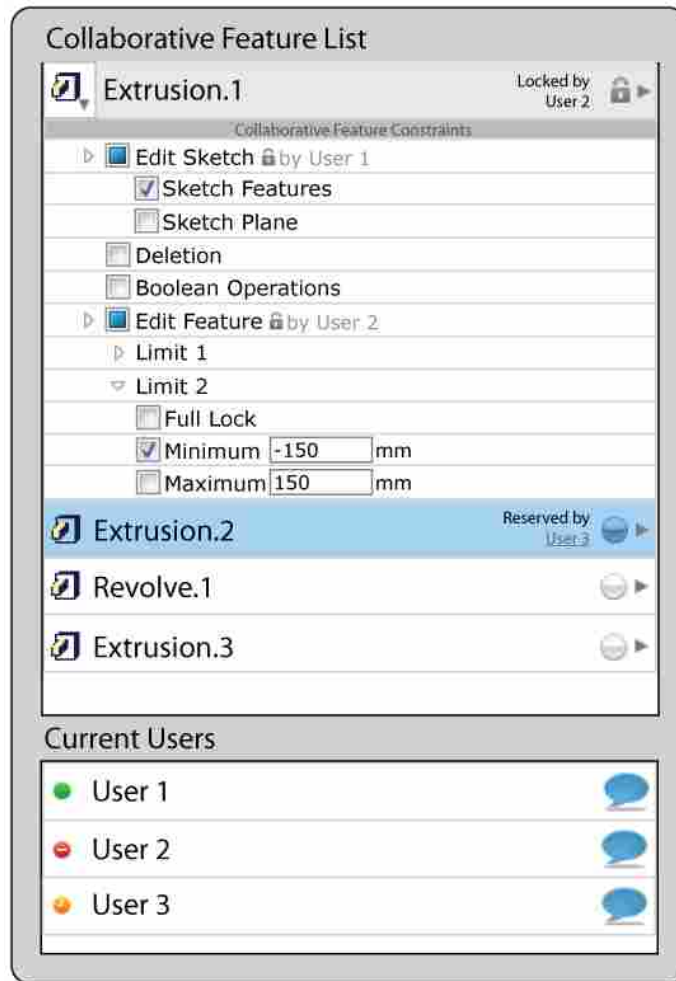 Collaborative Feature List
Extrusion.1 Locked by User 2
Collaborative Feature Constraints
Edit Sketch by User 1
Sketch Features
Sketch Plane
Deletion
Boolean Operations
Edit Feature by User 2
Limit 1
Limit 2
Full Lock
Minimum -150 mm
Maximum 150 mm
Extrusion.2 Reserved by User 3
Revolve.1
Extrusion.3
Current Users
User 1
User 2
User 3